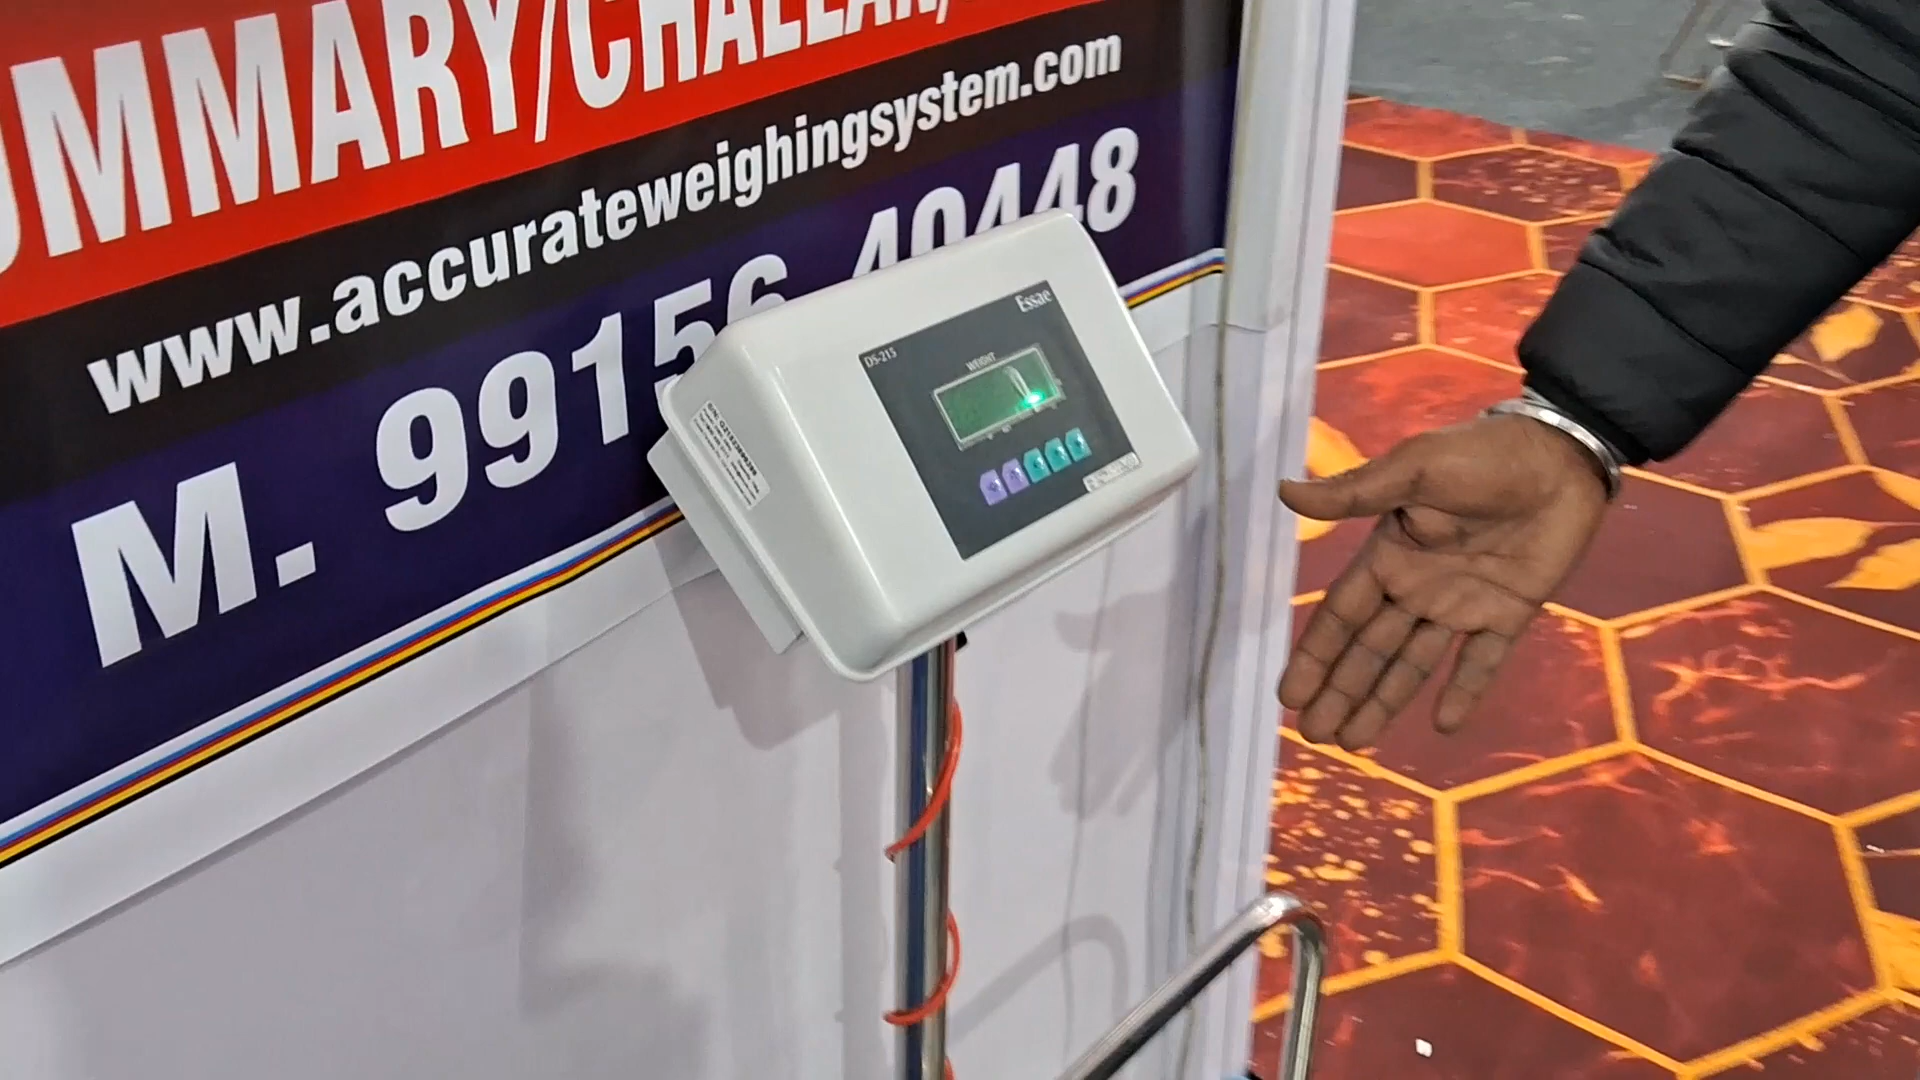 UMMARY/CHALLAN/
www.accurateweighingsystem.com
M. 99156 40448
Essae
DS-215
WEIGHT